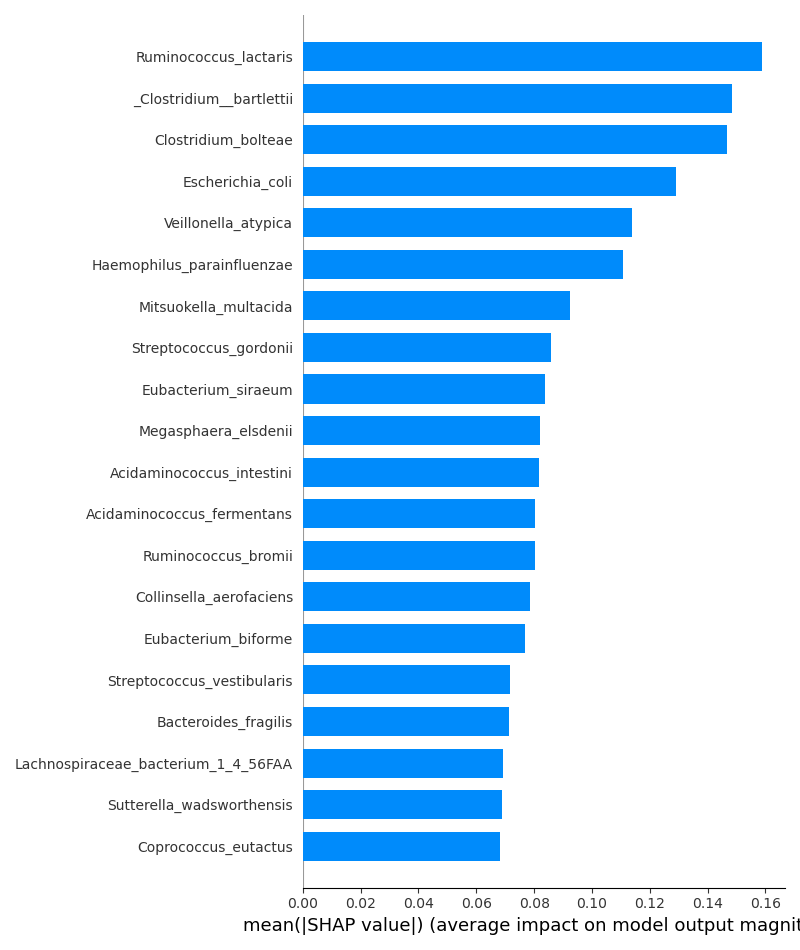 Ruminococcus_lactaris
_Clostridium__bartlettii
Clostridium_bolteae
Escherichia_coli
Veillonella_atypica
Haemophilus_parainfluenzae
Mitsuokella_multacida
Streptococcus_gordonii
Eubacterium_siraeum
Megasphaera_elsdenii
Acidaminococcus_intestini
Acidaminococcus_fermentans
Ruminococcus_bromii
Collinsella_aerofaciens
Eubacterium_biforme
Streptococcus_vestibularis
Bacteroides_fragilis
Lachnospiraceae_bacterium_1_4_56FAA
Sutterella_wadsworthensis
Coprococcus_eutactus
0.00 0.02 0.04 0.06 0.08 0.10 0.12 0.14 0.16
mean(|SHAP value|) (average impact on model output magnit